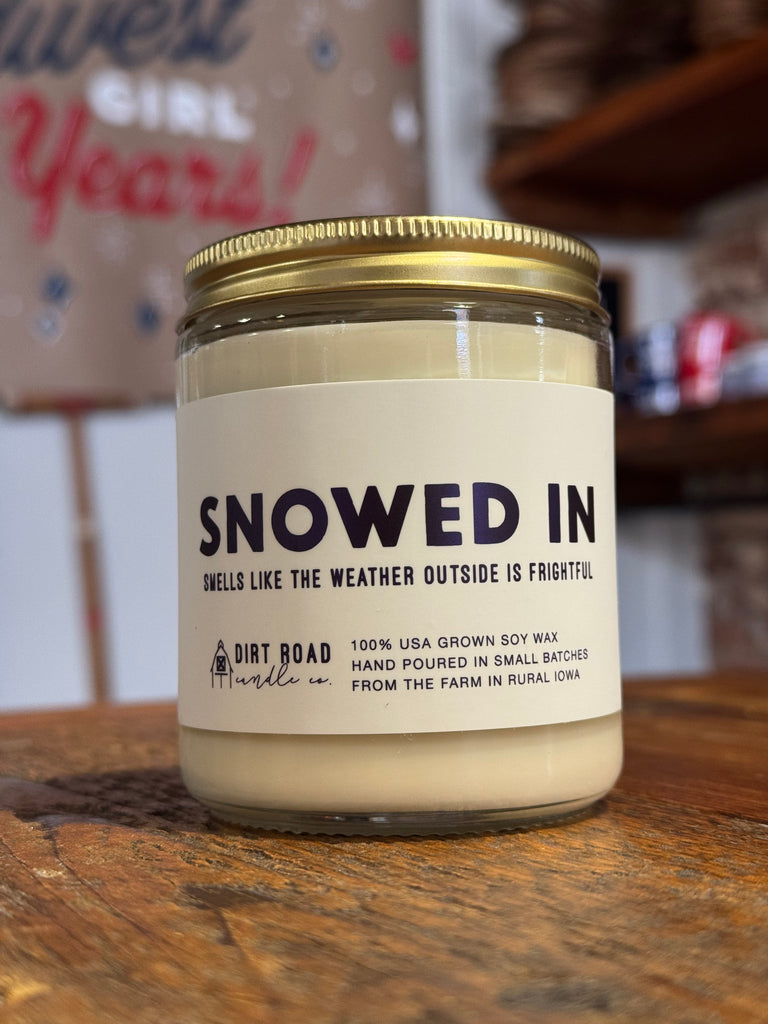 GIRL
Years!
SNOWED IN
SMELLS LIKE THE WEATHER OUTSIDE IS FRIGHTFUL
DIRT ROAD
candle co.
100% USA GROWN SOY WAX
HAND POURED IN SMALL BATCHES
FROM THE FARM IN RURAL IOWA